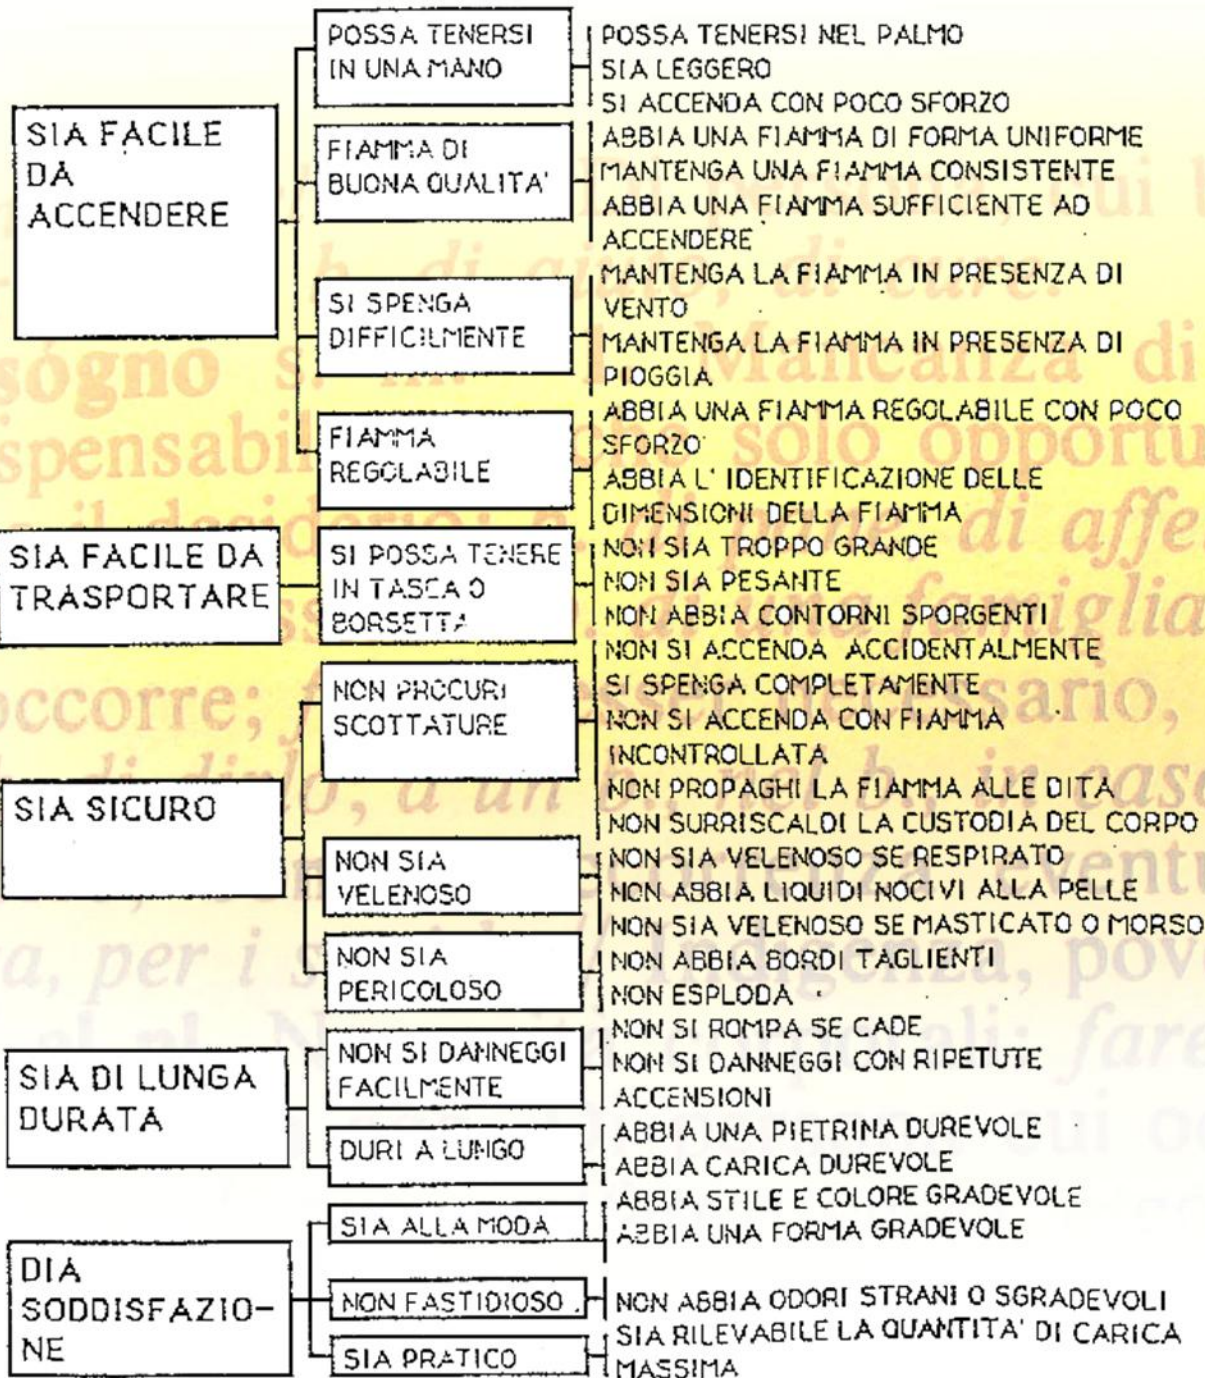 SIA FACILE
DA
ACCENDERE
POSSA TENERSI
IN UNA MANO
POSSA TENERSI NEL PALMO
SIA LEGGERO
SI ACCENDA CON POCO SFORZO
FIAMMA DI
BUONA QUALITA'
ABBIA UNA FIAMMA DI FORMA UNIFORME
MANTENGA UNA FIAMMA CONSISTENTE
ABBIA UNA FIAMMA SUFFICIENTE AD
ACCENDERE
SI SPENGA
DIFFICILMENTE
MANTENGA LA FIAMMA IN PRESENZA DI
VENTO
MANTENGA LA FIAMMA IN PRESENZA DI
PIOGGIA
FIAMMA
REGOLABILE
ABBIA UNA FIAMMA REGOLABILE CON POCO
SFORZO
ABBIA L' IDENTIFICAZIONE DELLE
DIMENSIONI DELLA FIAMMA
SIA FACILE DA
TRASPORTARE
SI POSSA TENERE
IN TASCA O
BORSETTA
NON SIA TROPPO GRANDE
NON SIA PESANTE
NON ABBIA CONTORNI SPORGENTI
SIA SICURO
NON PROCURI
SCOTTATURE
NON SI ACCENDA ACCIDENTALMENTE
SI SPENGA COMPLETAMENTE
NON SI ACCENDA CON FIAMMA
INCONTROLLATA
NON PROPAGHI LA FIAMMA ALLE DITA
NON SURRISCALDI LA CUSTODIA DEL CORPO
NON SIA
VELENOSO
NON SIA VELENOSO SE RESPIRATO
NON ABBIA LIQUIDI NOCIVI ALLA PELLE
NON SIA VELENOSO SE MASTICATO O MORSO
NON SIA
PERICOLOSO
NON ABBIA BORDI TAGLIENTI
NON ESPLODA
SIA DI LUNGA
DURATA
NON SI DANNEGGI
FACILMENTE
NON SI ROMPA SE CADE
NON SI DANNEGGI CON RIPETUTE
ACCENSIONI
DURI A LUNGO
ABBIA UNA PIETRINA DUREVOLE
ABBIA CARICA DUREVOLE
DIA
SODDISFAZIO-
NE
SIA ALLA MODA
ABBIA STILE E COLORE GRADEVOLE
ABBIA UNA FORMA GRADEVOLE
NON FASTIDIOSO
NON ABBIA ODORI STRANI O SGRADEVOLI
SIA PRATICO
SIA RILEVABILE LA QUANTITA' DI CARICA
MASSIMA